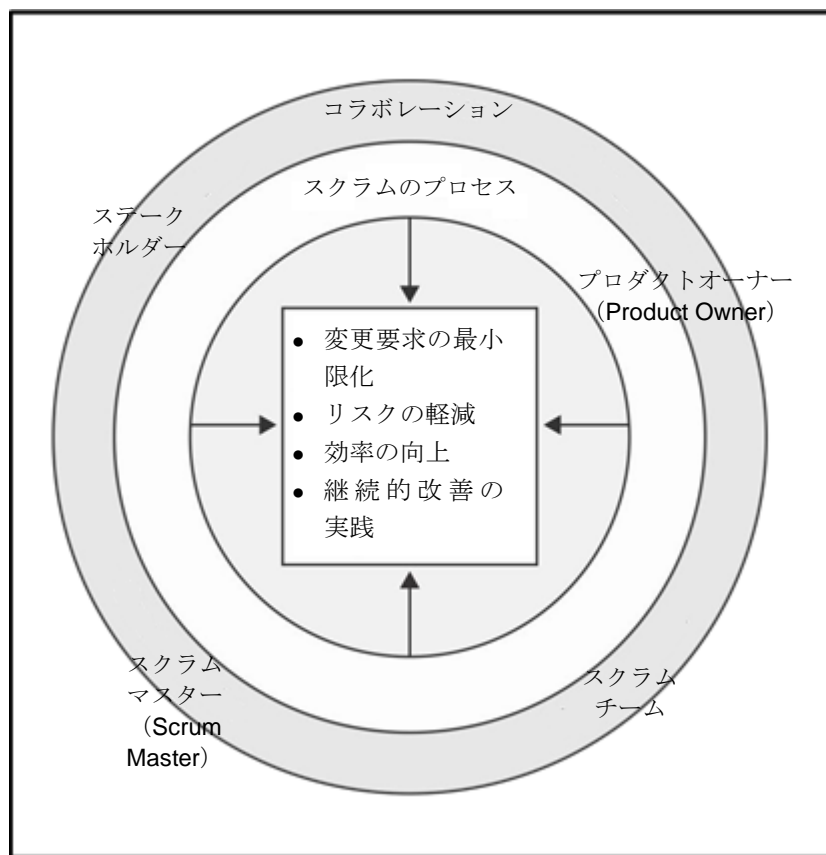 コラボレーション
スクラムのプロセス
ステーク
ホルダー
プロダクトオーナー
（Product Owner）
● 変更要求の最小
限化
● リスクの軽減
● 効率の向上
● 継続的改善の
実践
スクラム
マスター
（Scrum
Master）
スクラム
チーム